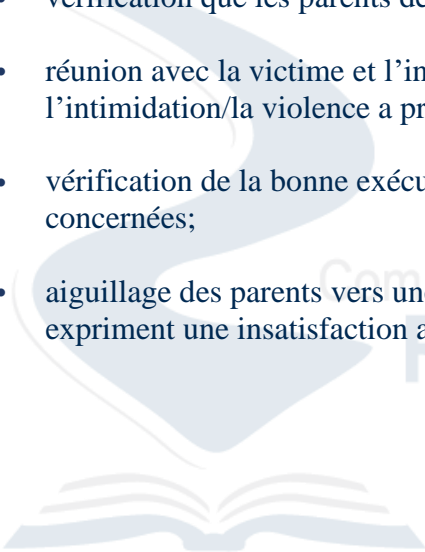 • vérification que les parents de
• réunion avec la victime et l’in
l’intimidation/la violence a pr
• vérification de la bonne exécu
concernées;
• aiguillage des parents vers un
expriment une insatisfaction a
Com